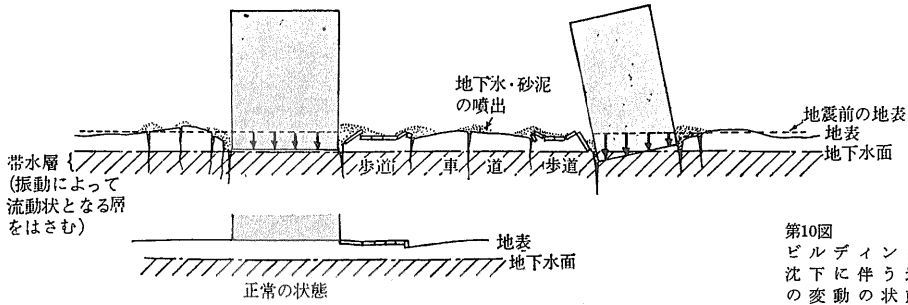 地下水・砂泥
の噴出
地震前の地表
地表
地下水面
帯水層
(振動によって
流動状となる層
をはさむ)
歩道 車道 歩道
地表
地下水面
正常の状態
第10図
ビルディン
沈下に伴う
の変動の状